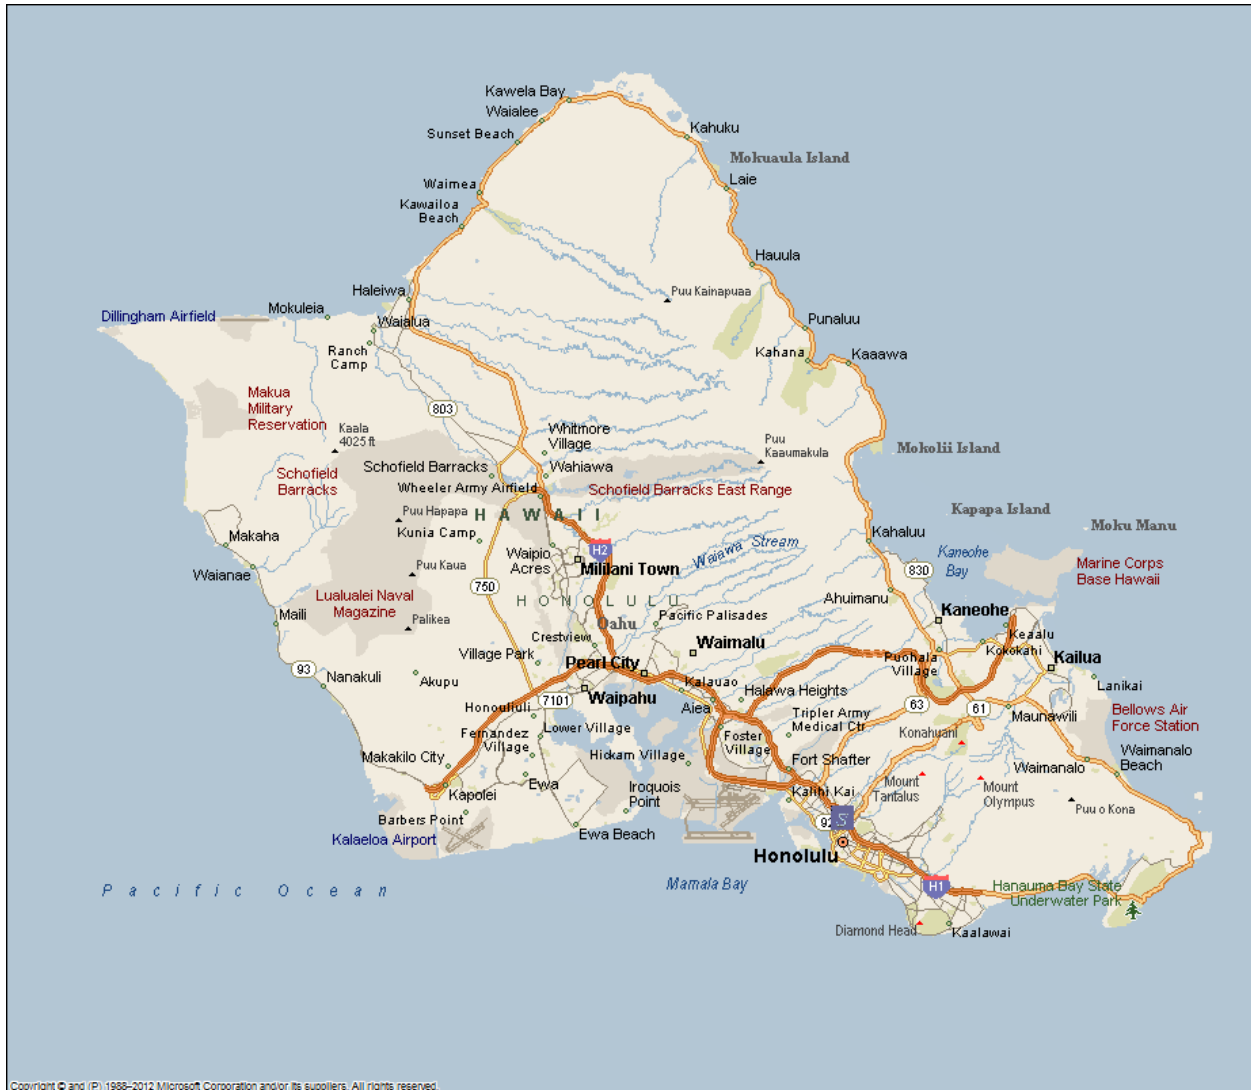 Kawela Bay
Waialee
Sunset Beach
Kahuku
Mokuaula Island
Laie
Waimea
Kawailoa
Beach
Hauula
Haleiwa
Puu Kainapuaa
Mokuleia
Dillingham Airfield
Waialua
Punaluu
Ranch
Camp
Kahana
Kaaawa
Makua
Military
Reservation
803
Kaala
4025 ft
Whitmore
Village
Puu
Kaaumakula
Mokolii Island
Schofield
Barracks
Schofield Barracks
Wahiawa
Wheeler Army Airfield
Schofield Barracks East Range
Puu Hapapa
HAWAII
Kapapa Island
Moku Manu
Makaha
Kunia Camp
Kahaluu
Waipio
Acres
H2
Waiawa Stream
Kaneohe
Bay
Marine Corps
Base Hawaii
Waianae
Puu Kaua
Mililani Town
830
750
Lualualei Naval
Magazine
HONOLULU
Ahuimanu
Kaneohe
Maili
Palikea
Oahu
Pacific Palisades
Crestview
Waimalu
Keaalu
Kokokahi
Village Park
Pearl City
Puohala
Village
Kailua
93
Nanakuli
Akupu
Kalauao
Halawa Heights
Lanikai
Waipahu
7101
Honouliuli
Aiea
63
61
Maunawili
Bellows Air
Force Station
Fernandez
Village
Lower Village
Tripler Army
Medical Ctr
Konahuani
Foster
Village
Makakilo City
Hickam Village
Fort Shafter
Waimanalo
Waimanalo
Beach
Kapolei
Ewa
Iroquois
Point
Kalihi Kai
Mount
Tantalus
Mount
Olympus
Puu o Kona
Barbers Point
Ewa Beach
Kalaeloa Airport
Honolulu
Pacific Ocean
Mamala Bay
H1
Hanauma Bay State
Underwater Park
Diamond Head
Kaalawai
Copyright © and (P) 1988–2012 Microsoft Corporation and/or its suppliers. All rights reserved.